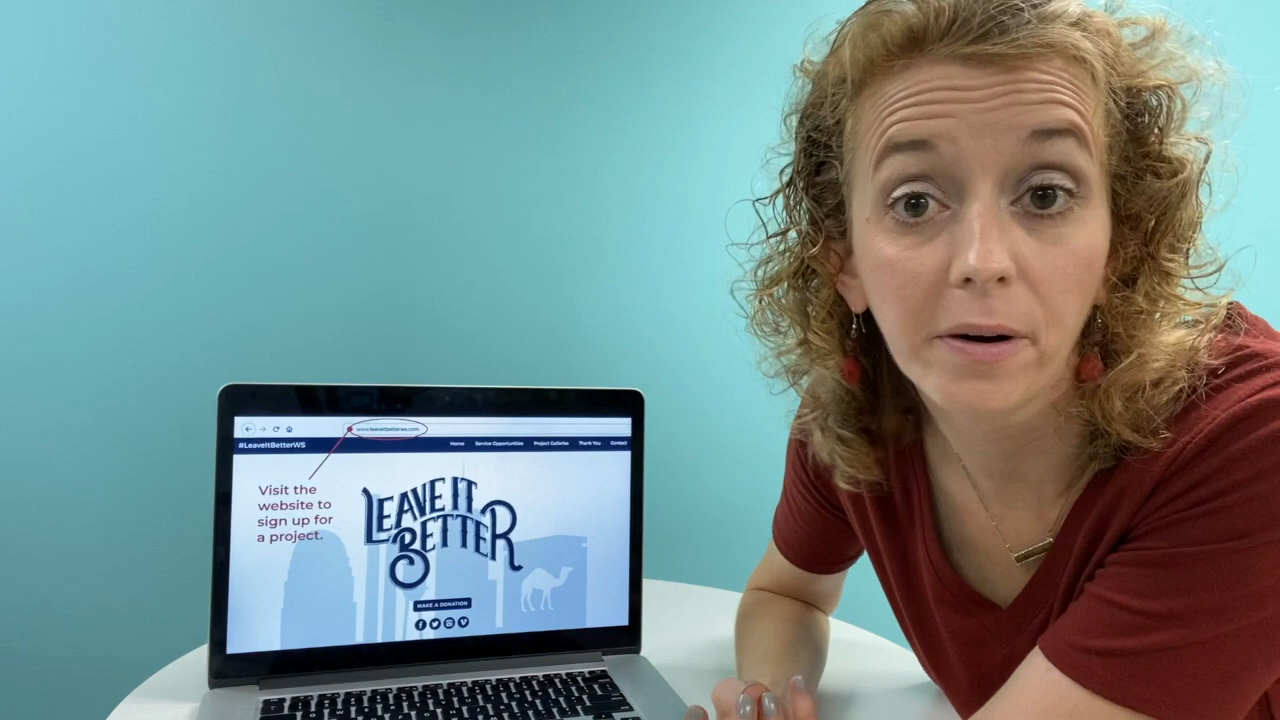 www.leaveitbetterws.com
#LeaveItBetterWS
Home Service Opportunities Project Galleries Thank You Contact
Visit the
website to
sign up for
a project.
LEAVE IT
BETTER
MAKE A DONATION